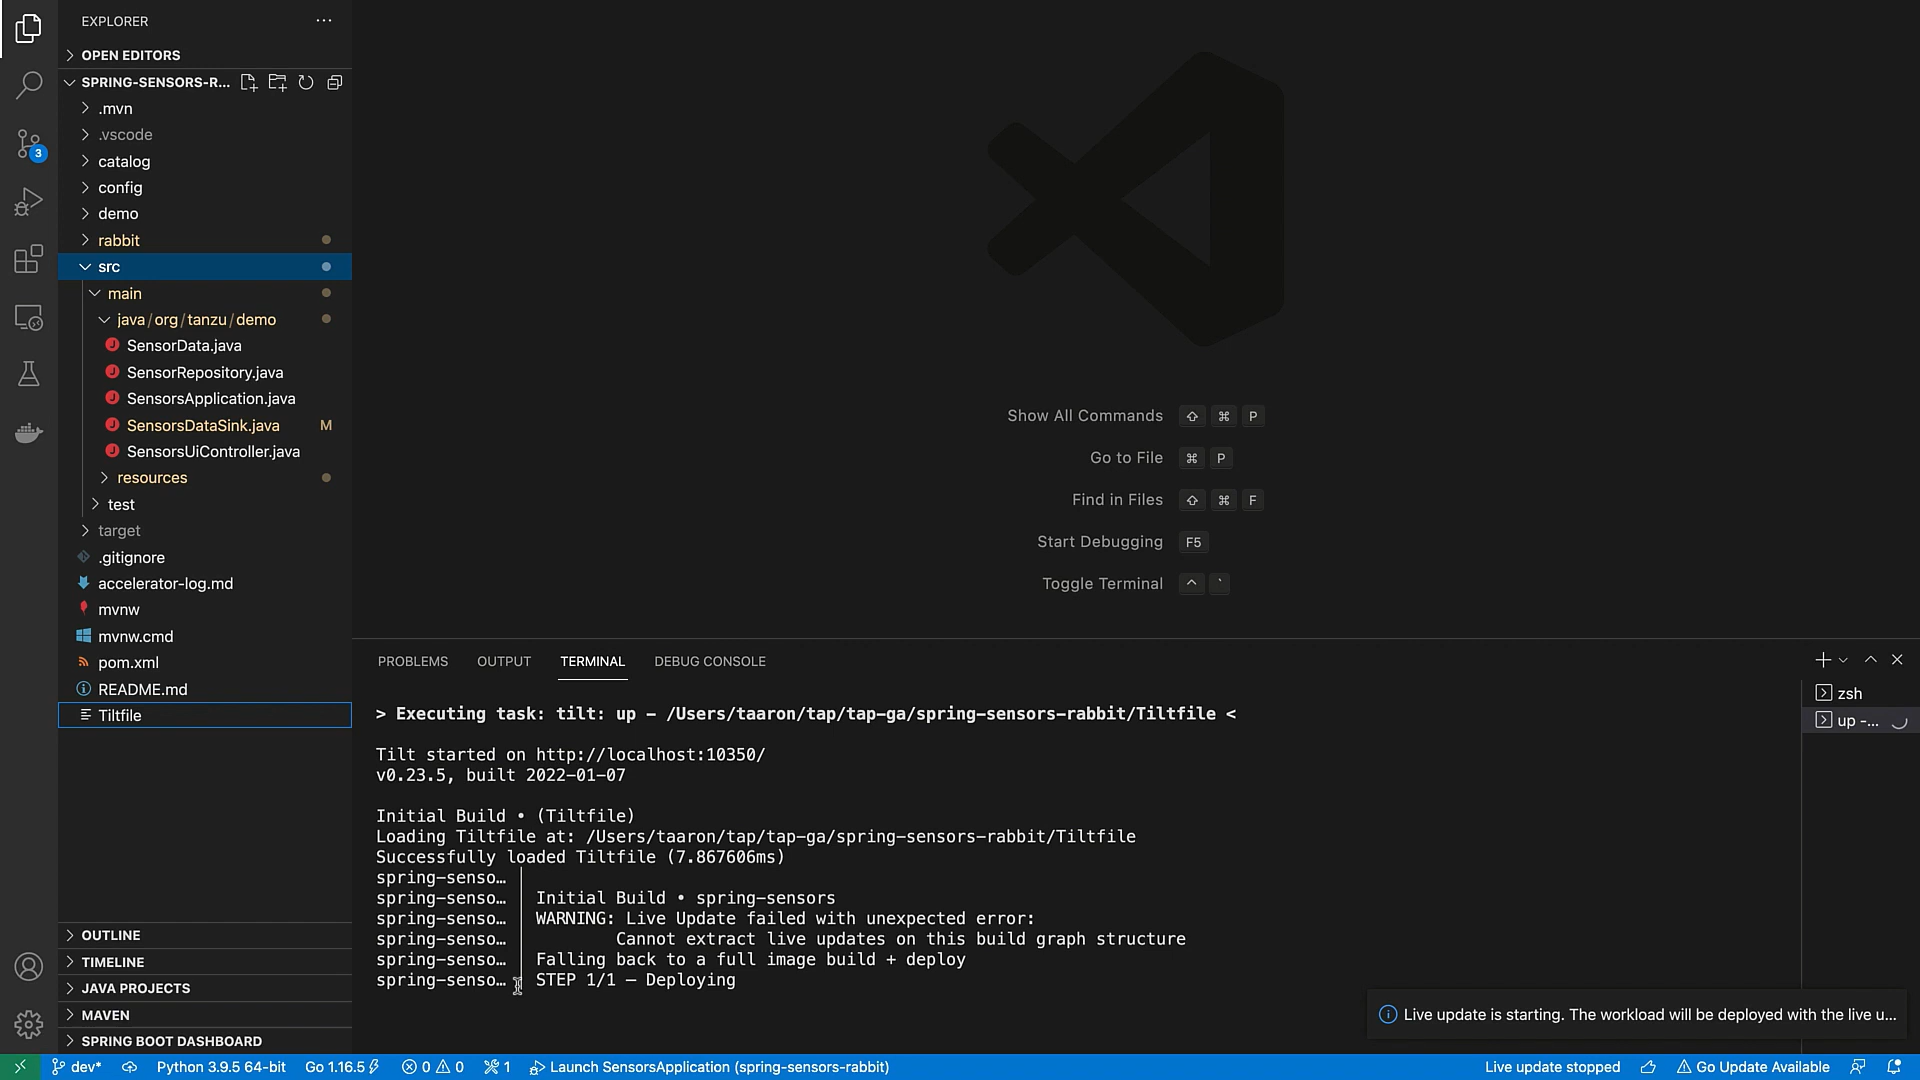 EXPLORER
OPEN EDITORS
SPRING-SENSORS-R...
.mvn
.vscode
catalog
config
demo
rabbit
src
main
java/org/tanzu/demo
SensorData.java
SensorRepository.java
SensorsApplication.java
SensorsDataSink.java M
SensorsUiController.java
resources
test
target
.gitignore
accelerator-log.md
mvnw
mvnw.cmd
pom.xml
README.md
Tiltfile
OUTLINE
TIMELINE
JAVA PROJECTS
MAVEN
SPRING BOOT DASHBOARD
3
Show All Commands ⇧ ⌘ P
Go to File ⌘ P
Find in Files ⇧ ⌘ F
Start Debugging F5
Toggle Terminal ^ `
PROBLEMS OUTPUT TERMINAL DEBUG CONSOLE
> Executing task: tilt: up - /Users/taaron/tap/tap-ga/spring-sensors-rabbit/Tiltfile <
Tilt started on http://localhost:10350/
v0.23.5, built 2022-01-07
Initial Build • (Tiltfile)
Loading Tiltfile at: /Users/taaron/tap/tap-ga/spring-sensors-rabbit/Tiltfile
Successfully loaded Tiltfile (7.867606ms)
spring-senso… │
spring-senso… │ Initial Build • spring-sensors
spring-senso… │ WARNING: Live Update failed with unexpected error:
spring-senso… │ Cannot extract live updates on this build graph structure
spring-senso… │ Falling back to a full image build + deploy
spring-senso… │ STEP 1/1 — Deploying
zsh
up -...
Live update is starting. The workload will be deployed with the live u...
dev* Python 3.9.5 64-bit Go 1.16.5 0 0 1 Launch SensorsApplication (spring-sensors-rabbit) Live update stopped Go Update Available